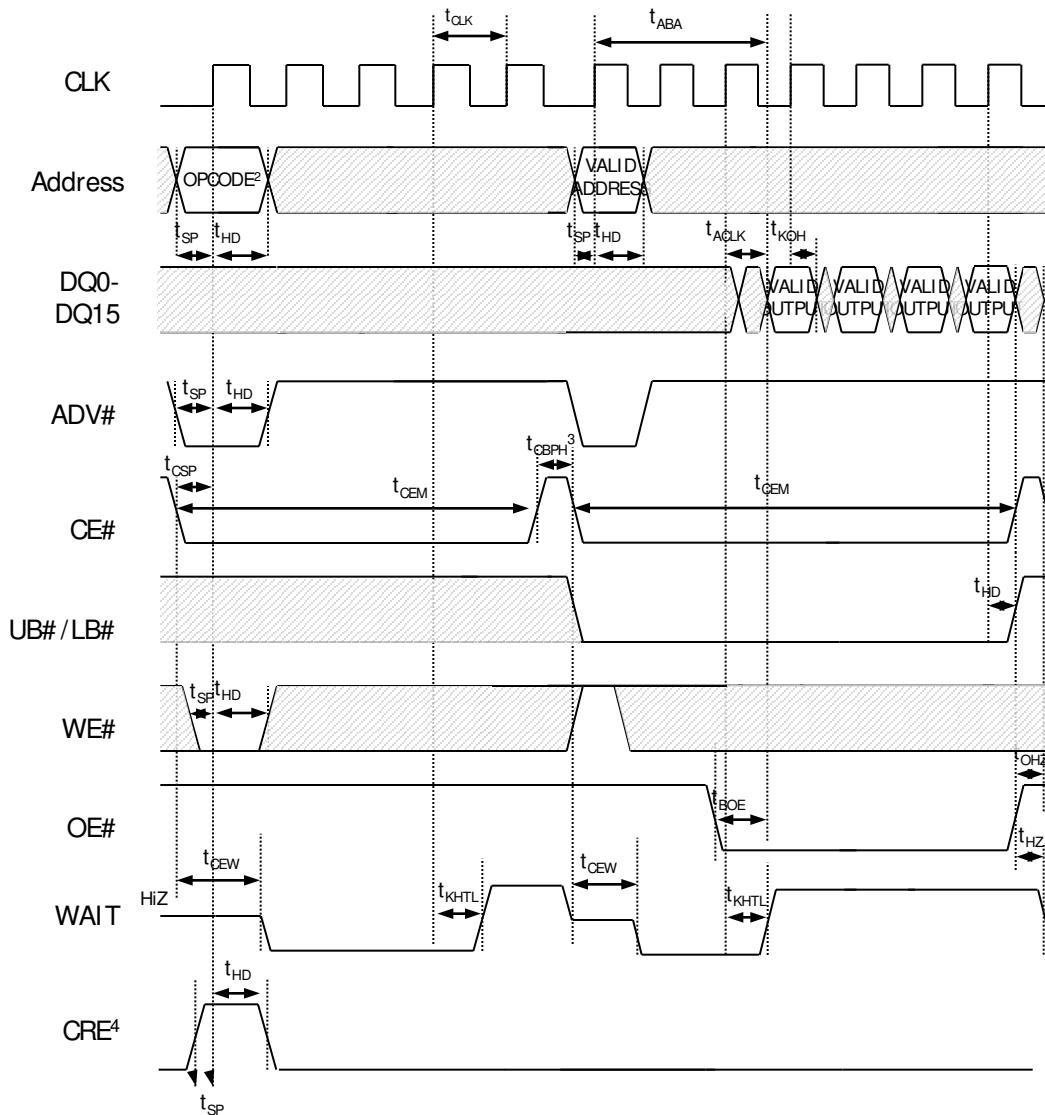 tCLK
tABA
CLK
Address
OPCODE²
VALID
ADDRES
tSP
tHD
tSP
tHD
tACLK
tKOH
DQ0-
DQ15
VALID
VALID
VALID
VALID
OUTPU
OUTPU
OUTPU
OUTPU
ADV#
tSP
tHD
tCBPH³
tCSP
tCEM
tCEM
CE#
UB# / LB#
tHD
WE#
tSP
tHD
tOHZ
OE#
tBOE
tHZ
tCEW
tCEW
HiZ
WAIT
tKHTL
tKHTL
tHD
CRE⁴
tSP